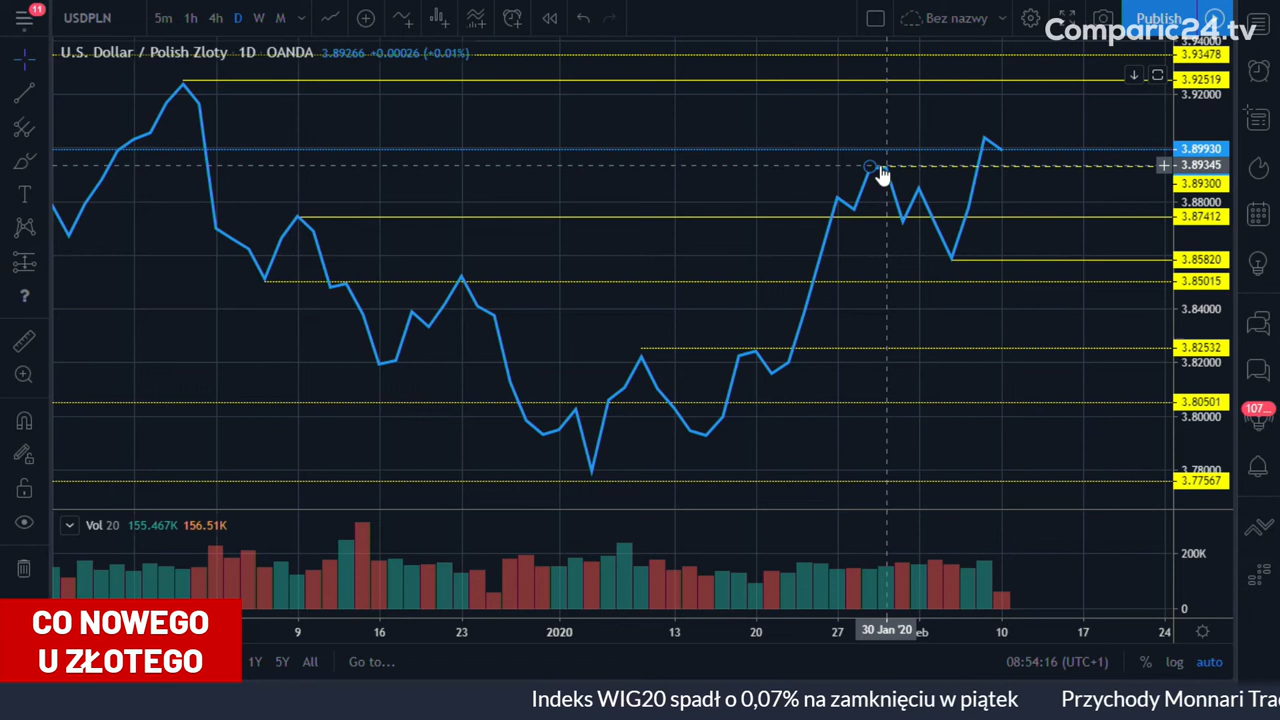 11
USDPLN
5m 1h 4h D W M
Bez nazwy
Publish
Comparic24.tv
U.S. Dollar / Polish Zloty 1D OANDA 3.89266 +0.00026 (+0.01%)
3.94000
3.93478
3.92519
3.92000
3.89930
3.89345
3.89300
3.88000
3.87412
3.85820
3.85015
3.84000
3.82532
3.82000
3.80501
3.80000
3.78000
3.77567
107...
Vol 20 155.467K 156.51K
200K
0
9 16 23 2020 13 20 27 30 Jan '20 eb 10 17 24
CO NOWEGO
U ZŁOTEGO
1Y 5Y All Go to... 08:54:16 (UTC+1) % log auto
Indeks WIG20 spadł o 0,07% na zamknięciu w piątek Przychody Monnari Tra